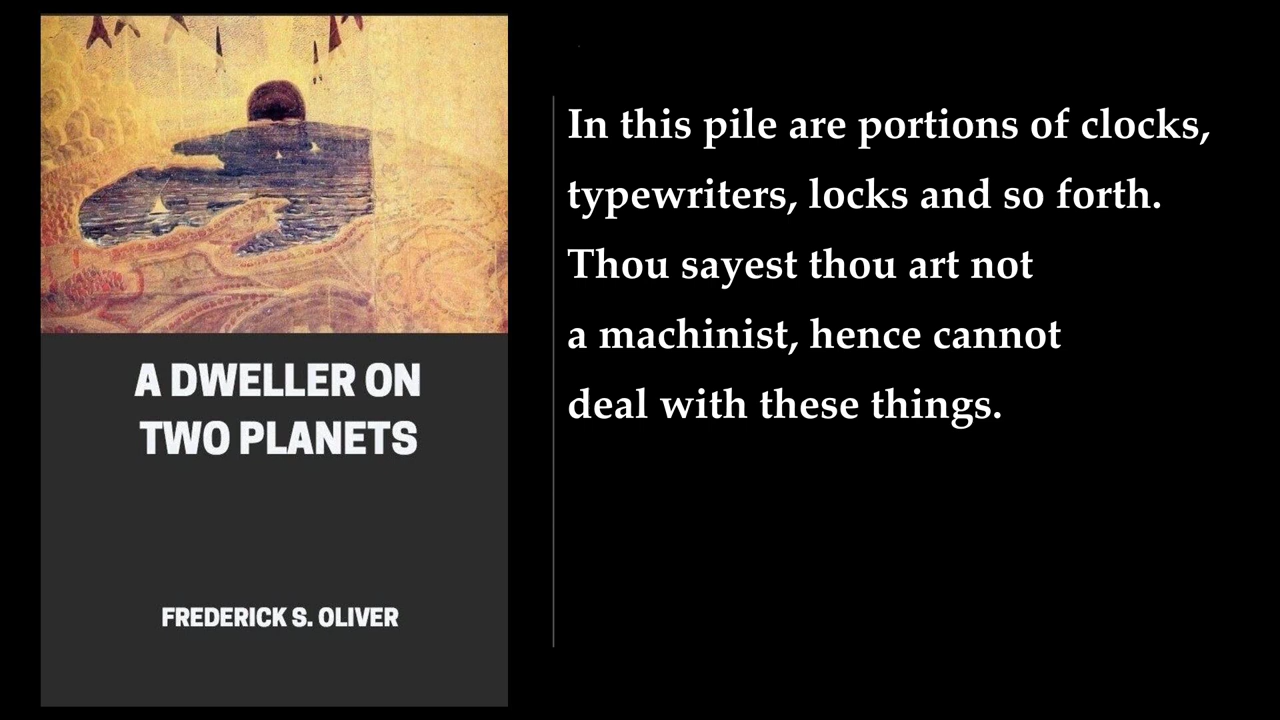 A DWELLER ON
TWO PLANETS
FREDERICK S. OLIVER
In this pile are portions of clocks,
typewriters, locks and so forth.
Thou sayest thou art not
a machinist, hence cannot
deal with these things.